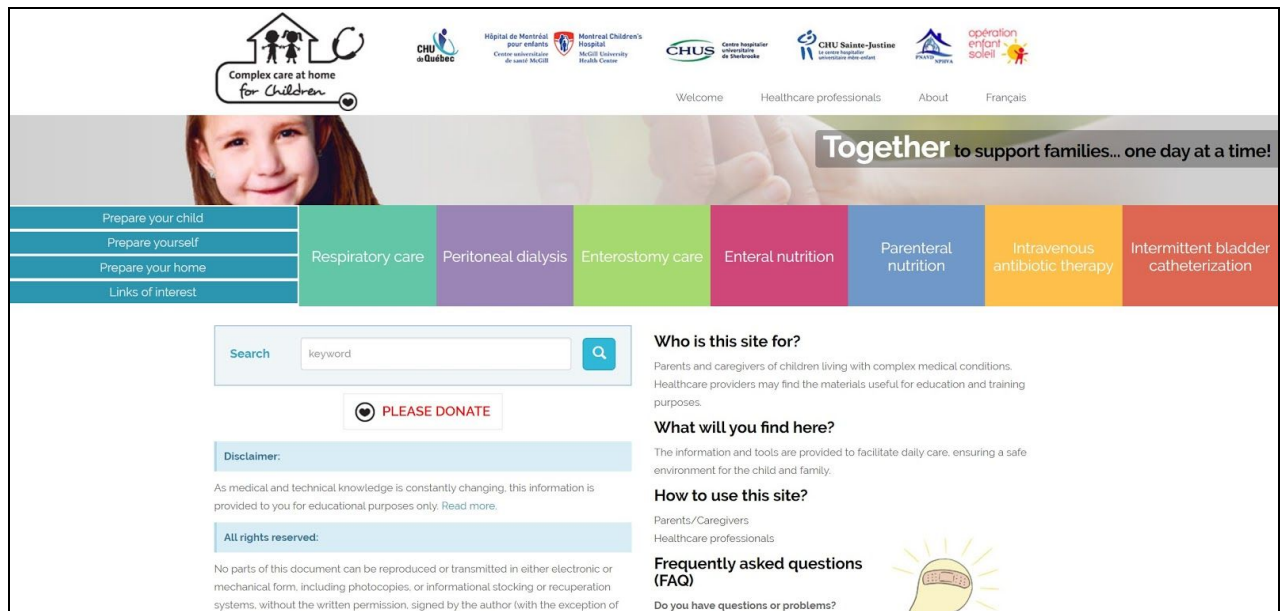 Complex care at home
for Children
CHU
de Québec
Hôpital de Montréal
pour enfants
Centre universitaire
de santé McGill
Montreal Children's
Hospital
McGill University
Health Centre
CHUS
Centre hospitalier
universitaire
de Sherbrooke
CHU Sainte-Justine
Le centre hospitalier
universitaire mère-enfant
PNAVD
NPHVA
opération
enfant
soleil
Welcome
Healthcare professionals
About
Français
Together to support families... one day at a time!
Prepare your child
Prepare yourself
Prepare your home
Links of interest
Respiratory care
Peritoneal dialysis
Enterostomy care
Enteral nutrition
Parenteral
nutrition
Intravenous
antibiotic therapy
Intermittent bladder
catheterization
Search
keyword
PLEASE DONATE
Disclaimer:
As medical and technical knowledge is constantly changing, this information is
provided to you for educational purposes only. Read more.
All rights reserved:
No parts of this document can be reproduced or transmitted in either electronic or
mechanical form, including photocopies, or informational stocking or recuperation
systems, without the written permission, signed by the author (with the exception of
Who is this site for?
Parents and caregivers of children living with complex medical conditions.
Healthcare providers may find the materials useful for education and training
purposes.
What will you find here?
The information and tools are provided to facilitate daily care, ensuring a safe
environment for the child and family.
How to use this site?
Parents/Caregivers
Healthcare professionals
Frequently asked questions
(FAQ)
Do you have questions or problems?